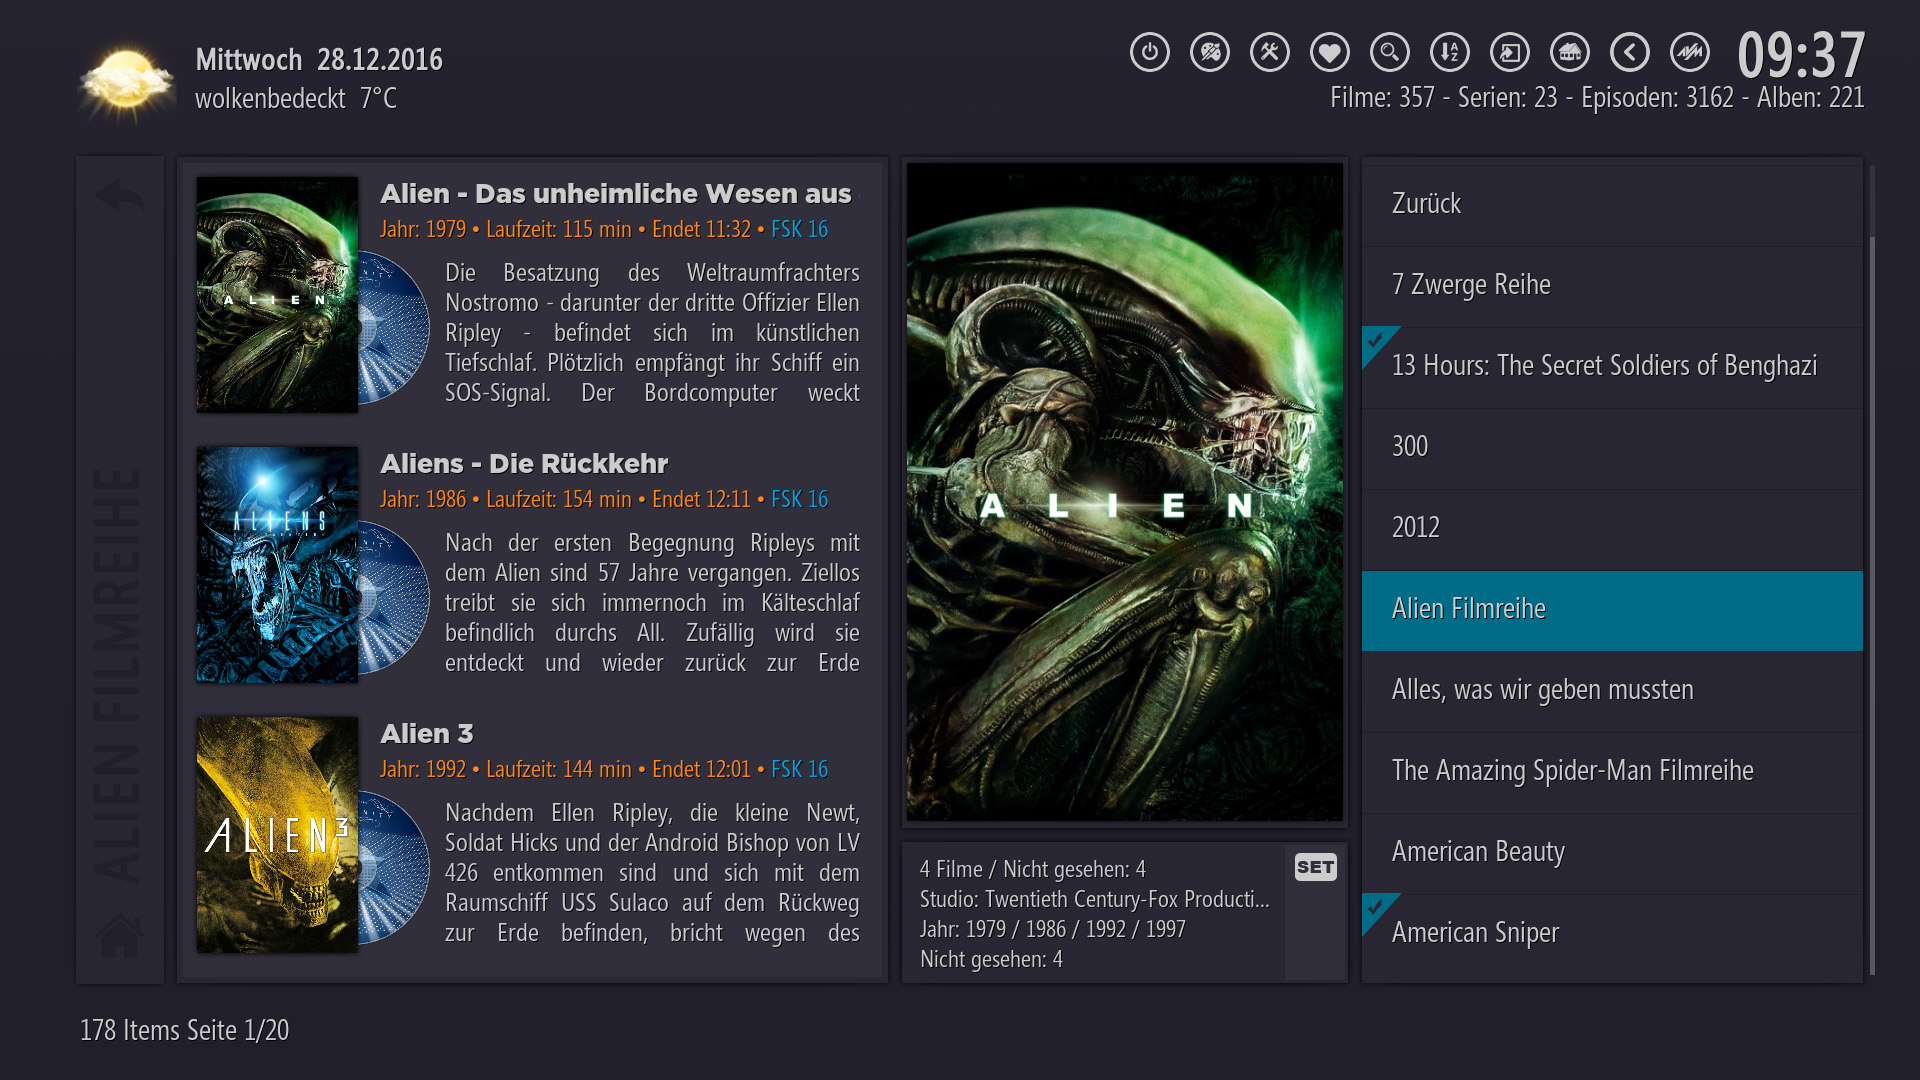 Mittwoch 28.12.2016
wolkenbedeckt 7°C
09:37
Filme: 357 - Serien: 23 - Episoden: 3162 - Alben: 221
ALIEN FILMREIHE
Alien - Das unheimliche Wesen aus
Jahr: 1979 • Laufzeit: 115 min • Endet 11:32 • FSK 16
Die Besatzung des Weltraumfrachters
Nostromo - darunter der dritte Offizier Ellen
Ripley - befindet sich im künstlichen
Tiefschlaf. Plötzlich empfängt ihr Schiff ein
SOS-Signal. Der Bordcomputer weckt
ALIEN
Aliens - Die Rückkehr
Jahr: 1986 • Laufzeit: 154 min • Endet 12:11 • FSK 16
Nach der ersten Begegnung Ripleys mit
dem Alien sind 57 Jahre vergangen. Ziellos
treibt sie sich immernoch im Kälteschlaf
befindlich durchs All. Zufällig wird sie
entdeckt und wieder zurück zur Erde
ALIENS
Alien 3
Jahr: 1992 • Laufzeit: 144 min • Endet 12:01 • FSK 16
Nachdem Ellen Ripley, die kleine Newt,
Soldat Hicks und der Android Bishop von LV
426 entkommen sind und sich mit dem
Raumschiff USS Sulaco auf dem Rückweg
zur Erde befinden, bricht wegen des
ALIEN³
ALIEN
4 Filme / Nicht gesehen: 4
Studio: Twentieth Century-Fox Producti...
Jahr: 1979 / 1986 / 1992 / 1997
Nicht gesehen: 4
SET
Zurück
7 Zwerge Reihe
13 Hours: The Secret Soldiers of Benghazi
300
2012
Alien Filmreihe
Alles, was wir geben mussten
The Amazing Spider-Man Filmreihe
American Beauty
American Sniper
178 Items Seite 1/20